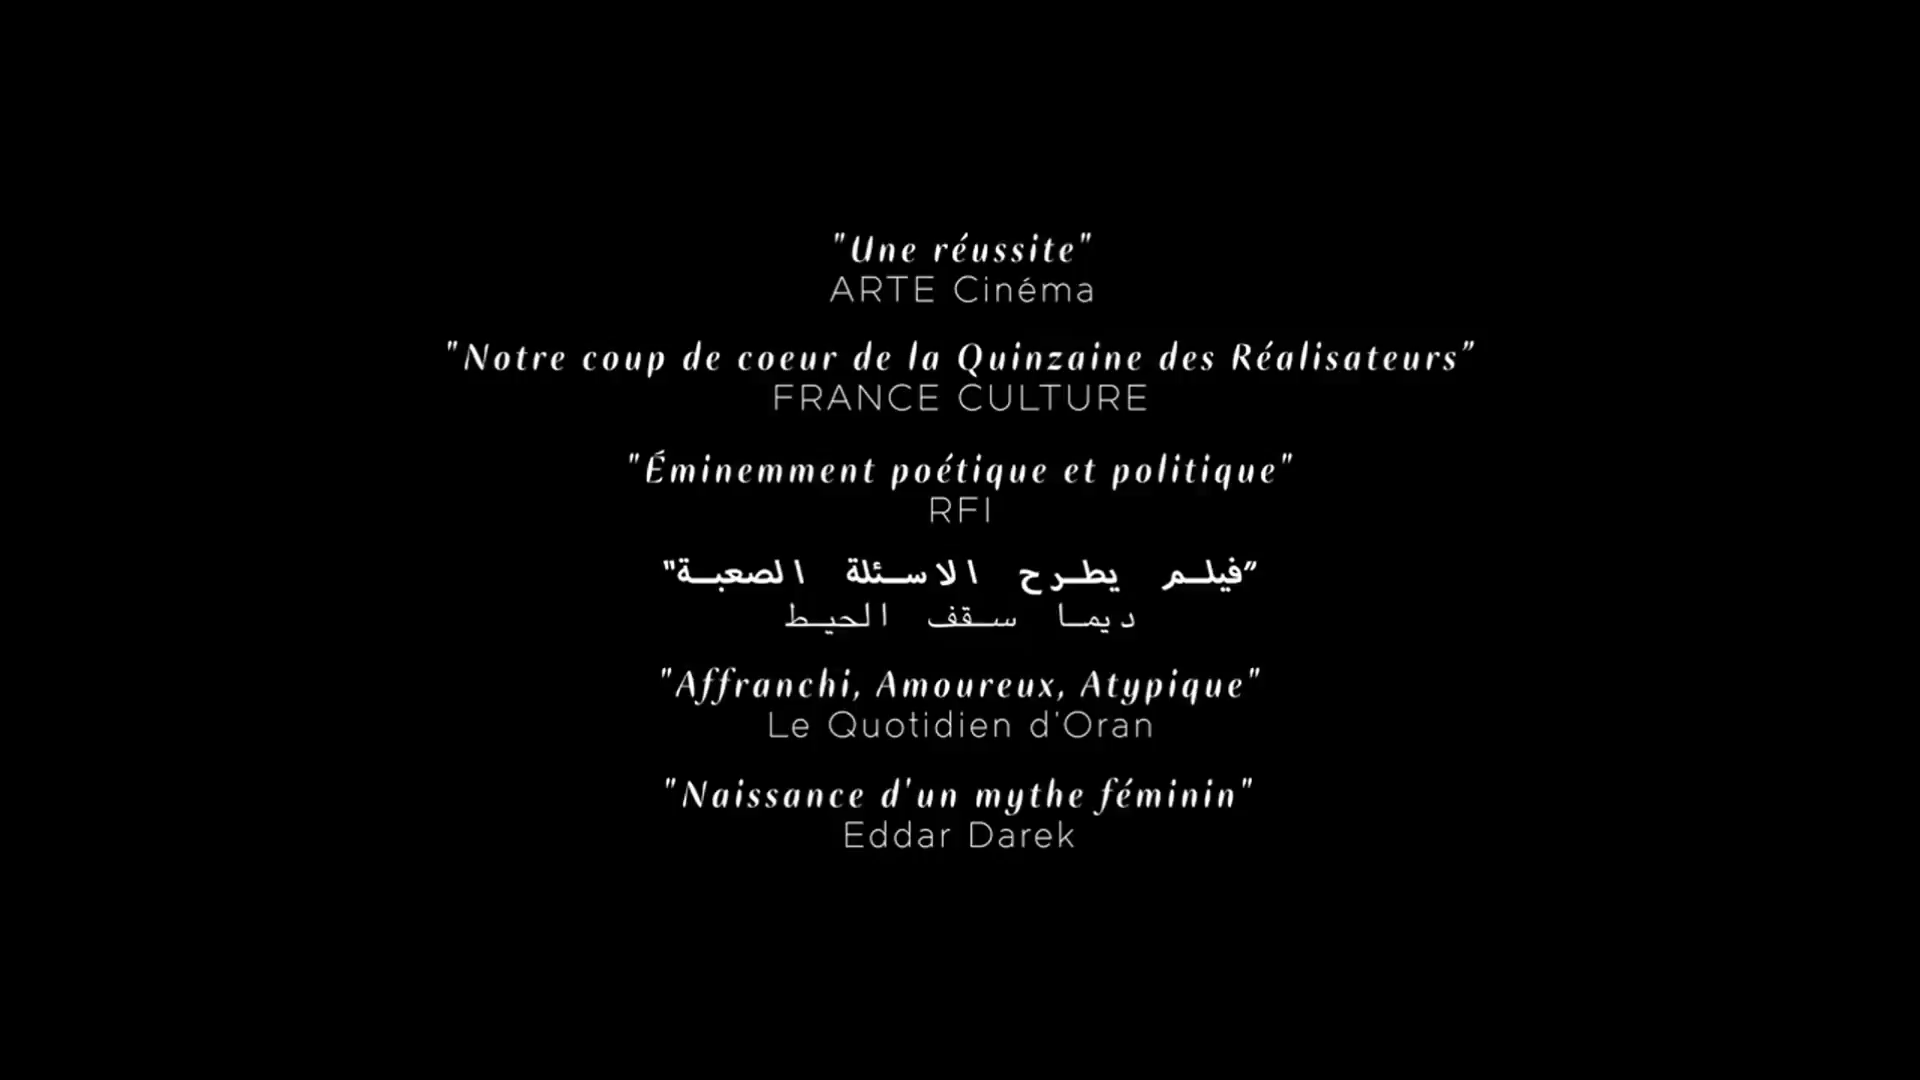 "Une réussite"
ARTE Cinéma
"Notre coup de coeur de la Quinzaine des Réalisateurs"
FRANCE CULTURE
"Éminemment poétique et politique"
RFI
"فيلم يطرح الاسئلة الصعبة"
ديما سقف الحيط
"Affranchi, Amoureux, Atypique"
Le Quotidien d'Oran
"Naissance d'un mythe féminin"
Eddar Darek